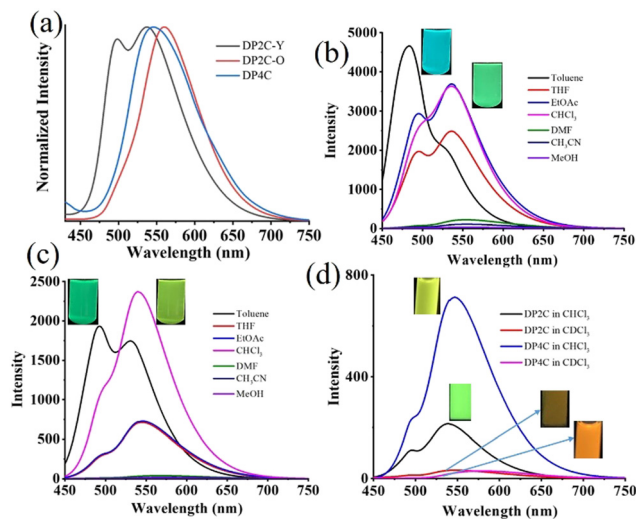 (a)
DP2C-Y
DP2C-O
DP4C
Normalized Intensity
450 500 550 600 650 700 750
Wavelength (nm)
(b)
5000
4000
3000
2000
1000
0
Intensity
Toluene
THF
EtOAc
CHCl₃
DMF
CH₃CN
MeOH
450 500 550 600 650 700 750
Wavelength (nm)
(c)
2500
2000
1500
1000
500
0
Intensity
Toluene
THF
EtOAc
CHCl₃
DMF
CH₃CN
MeOH
450 500 550 600 650 700 750
Wavelength (nm)
(d)
800
600
400
200
0
Intensity
DP2C in CHCl₃
DP2C in CDCl₃
DP4C in CHCl₃
DP4C in CDCl₃
450 500 550 600 650 700 750
Wavelength (nm)